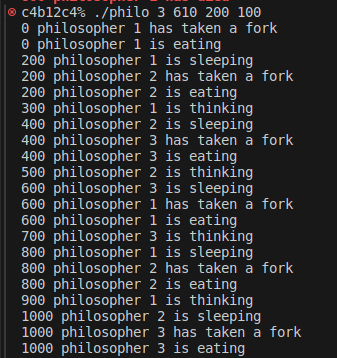 c4b12c4% ./philo 3 610 200 100
0 philosopher 1 has taken a fork
0 philosopher 1 is eating
200 philosopher 1 is sleeping
200 philosopher 2 has taken a fork
200 philosopher 2 is eating
300 philosopher 1 is thinking
400 philosopher 2 is sleeping
400 philosopher 3 has taken a fork
400 philosopher 3 is eating
500 philosopher 2 is thinking
600 philosopher 3 is sleeping
600 philosopher 1 has taken a fork
600 philosopher 1 is eating
700 philosopher 3 is thinking
800 philosopher 1 is sleeping
800 philosopher 2 has taken a fork
800 philosopher 2 is eating
900 philosopher 1 is thinking
1000 philosopher 2 is sleeping
1000 philosopher 3 has taken a fork
1000 philosopher 3 is eating